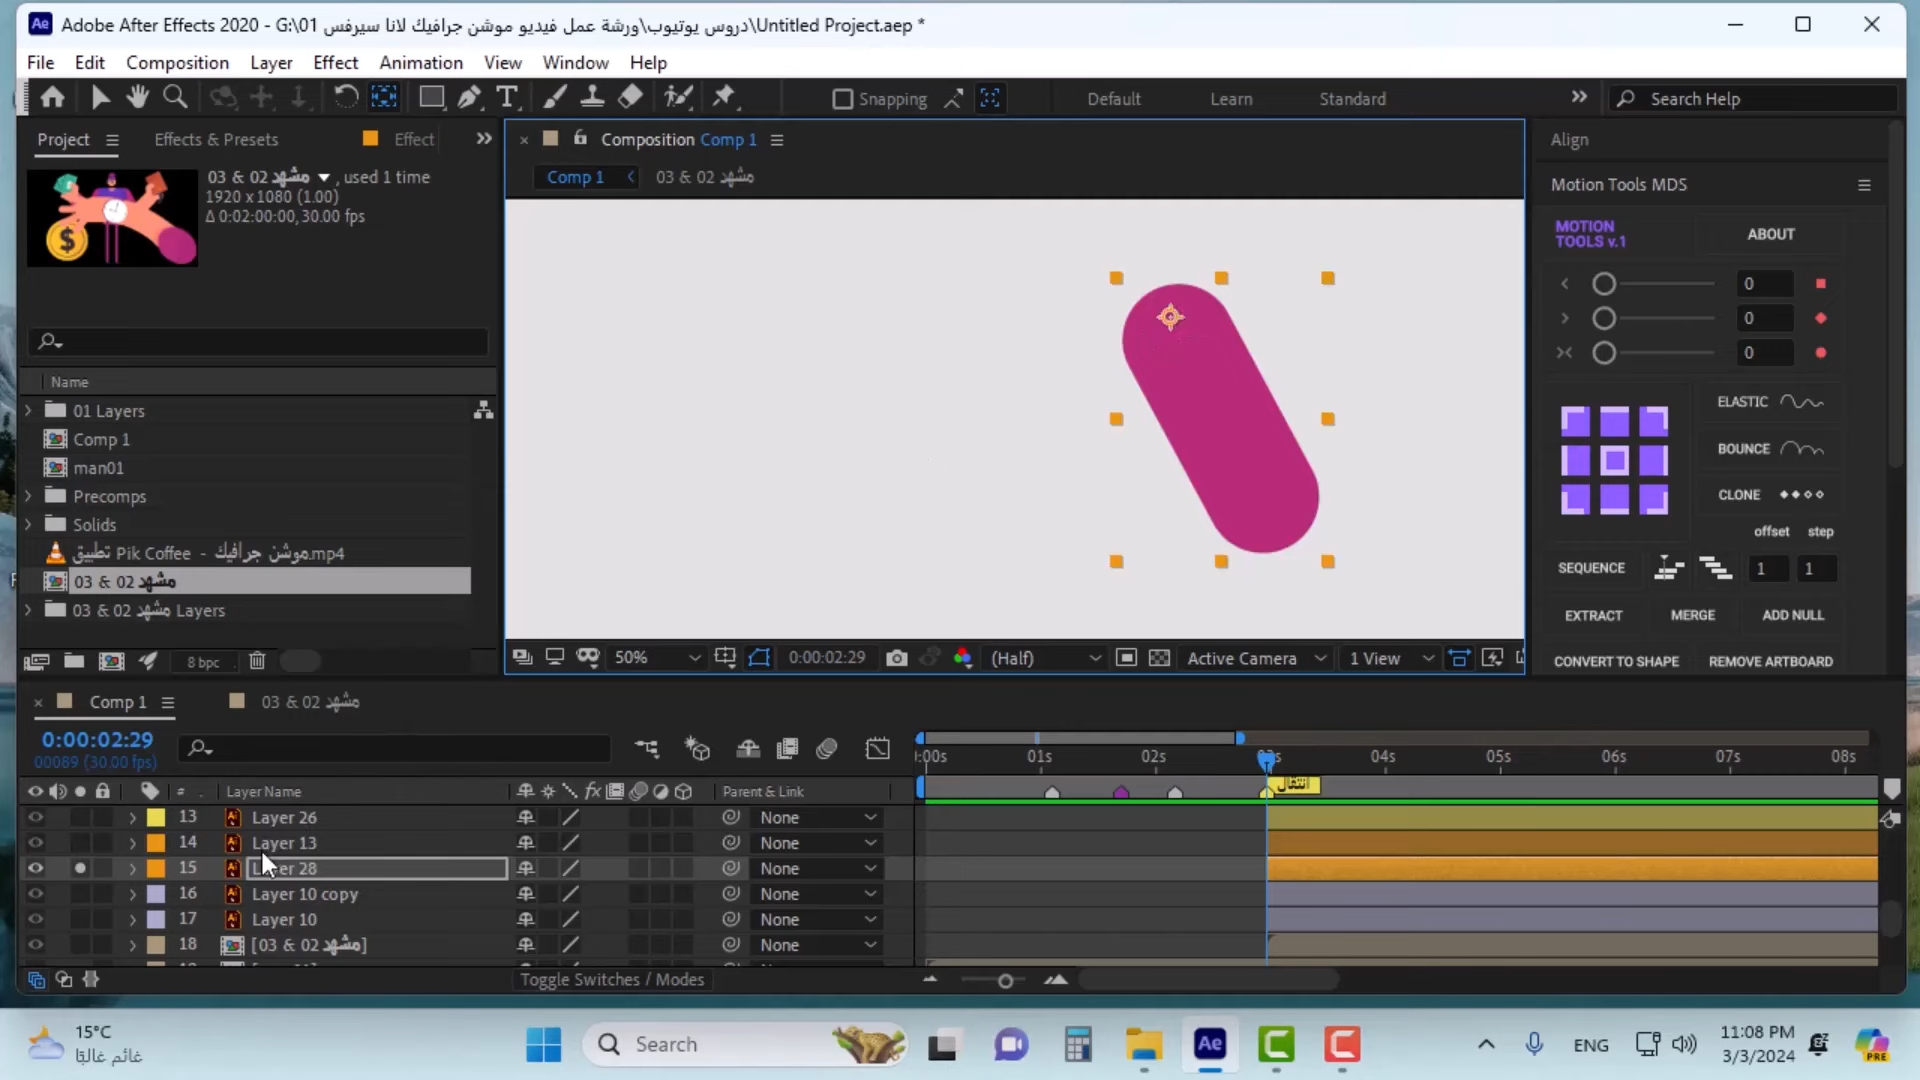 Adobe After Effects 2020 - G:\01 دروس يوتيوب\ورشة عمل فيديو موشن جرافيك لانا سيرفس\Untitled Project.aep *
File Edit Composition Layer Effect Animation View Window Help
Snapping Default Learn Standard Search Help
Project Effects & Presets Effect
Composition Comp 1
Align
مشهد 02 & 03 , used 1 time
1920 x 1080 (1.00)
Δ 0:02:00:00, 30.00 fps
Comp 1 مشهد 02 & 03
Motion Tools MDS
MOTION TOOLS v.1
ABOUT
0
0
0
Name
01 Layers
Comp 1
man01
Precomps
Solids
تطبيق Pik Coffee - موشن جرافيك.mp4
مشهد 02 & 03
مشهد 02 & 03 Layers
ELASTIC
BOUNCE
CLONE
offset step
SEQUENCE 1 1
EXTRACT MERGE ADD NULL
CONVERT TO SHAPE REMOVE ARTBOARD
8 bpc
50% 0:00:02:29 (Half) Active Camera 1 View
Comp 1 مشهد 02 & 03
0:00:02:29
00089 (30.00 fps)
:00s 01s 02s 03s 04s 05s 06s 07s 08s
انتقال
# Layer Name fx Parent & Link
13 Layer 26 None
14 Layer 13 None
15 Layer 28 None
16 Layer 10 copy None
17 Layer 10 None
18 [مشهد 02 & 03] None
Toggle Switches / Modes
15°C
غائم غالبًا
Search
Ae
ENG
11:08 PM
3/3/2024
PRE